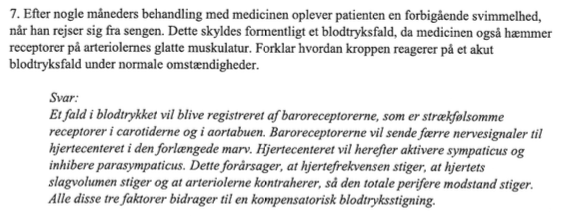 7. Efter nogle måneders behandling med medicinen oplever patienten en forbigående svimmelhed,
når han rejser sig fra sengen. Dette skyldes formentligt et blodtryksfald, da medicinen også hæmmer
receptorer på arteriolernes glatte muskulatur. Forklar hvordan kroppen reagerer på et akut
blodtryksfald under normale omstændigheder.
Svar:
Et fald i blodtrykket vil blive registreret af baroreceptorerne, som er strækfølsomme
receptorer i carotiderne og i aortabuen. Baroreceptorerne vil sende færre nervesignaler til
hjertecenteret i den forlængede marv. Hjertecenteret vil herefter aktivere sympaticus og
inhibere parasympaticus. Dette forårsager, at hjertefrekvensen stiger, at hjertets
slagvolumen stiger og at arteriolerne kontraherer, så den totale perifere modstand stiger.
Alle disse tre faktorer bidrager til en kompensatorisk blodtryksstigning.